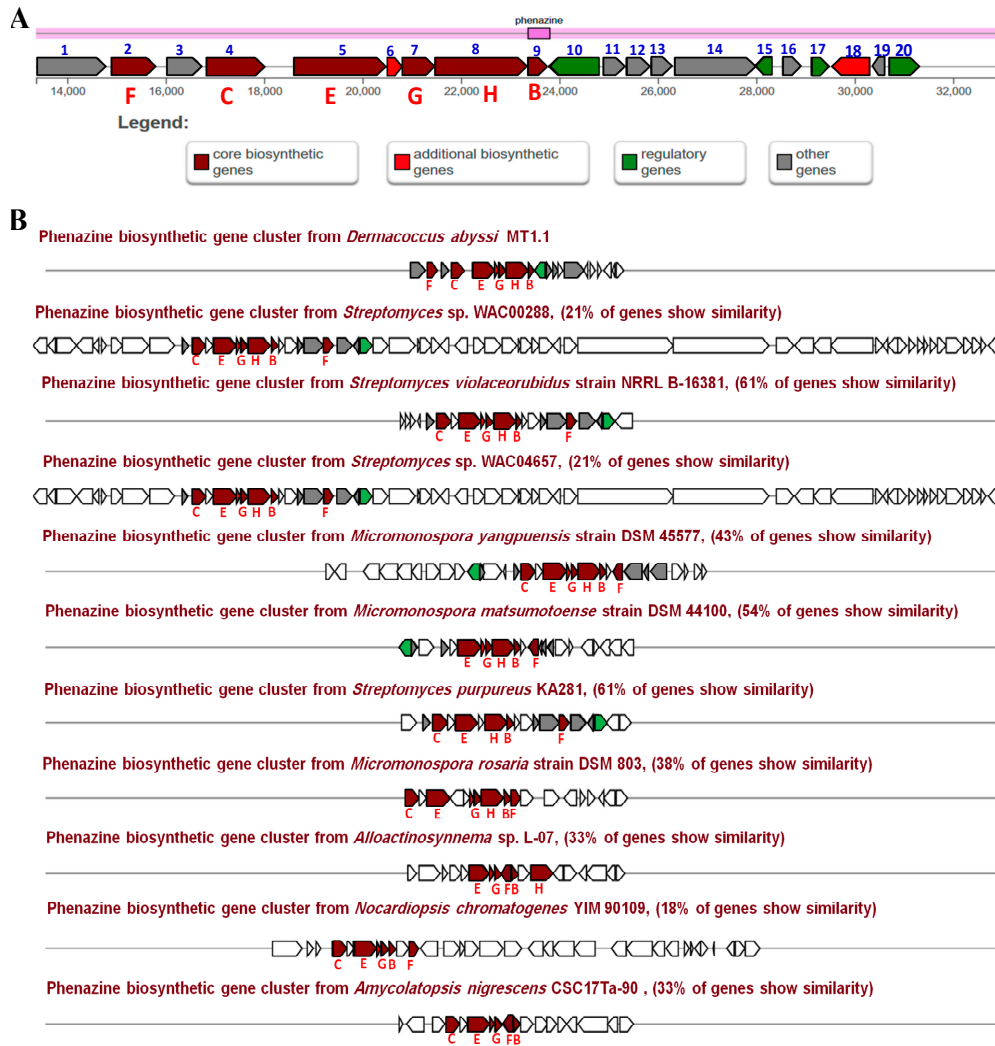 A
phenazine
1 2 3 4 5 6 7 8 9 10 11 12 13 14 15 16 17 18 19 20
14,000 16,000 18,000 20,000 22,000 24,000 26,000 28,000 30,000 32,000
F C E G H B
Legend:
core biosynthetic genes
additional biosynthetic genes
regulatory genes
other genes
B
Phenazine biosynthetic gene cluster from Dermacoccus abyssi MT1.1
F C E G H B
Phenazine biosynthetic gene cluster from Streptomyces sp. WAC00288, (21% of genes show similarity)
C E G H B F
Phenazine biosynthetic gene cluster from Streptomyces violaceorubidus strain NRRL B-16381, (61% of genes show similarity)
C E G H B F
Phenazine biosynthetic gene cluster from Streptomyces sp. WAC04657, (21% of genes show similarity)
C E G H B F
Phenazine biosynthetic gene cluster from Micromonospora yangpuensis strain DSM 45577, (43% of genes show similarity)
C E G H B F
Phenazine biosynthetic gene cluster from Micromonospora matsumotoense strain DSM 44100, (54% of genes show similarity)
E G H B F
Phenazine biosynthetic gene cluster from Streptomyces purpureus KA281, (61% of genes show similarity)
C E H B F
Phenazine biosynthetic gene cluster from Micromonospora rosaria strain DSM 803, (38% of genes show similarity)
C E G H B F
Phenazine biosynthetic gene cluster from Alloactinosynnema sp. L-07, (33% of genes show similarity)
E G F B H
Phenazine biosynthetic gene cluster from Nocardiopsis chromatogenes YIM 90109, (18% of genes show similarity)
C E G B F
Phenazine biosynthetic gene cluster from Amycolatopsis nigrescens CSC17Ta-90 , (33% of genes show similarity)
C E G F B